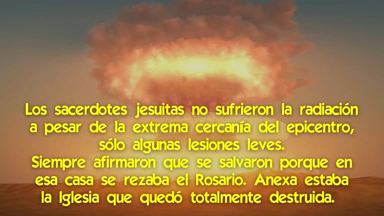 Los sacerdotes jesuitas no sufrieron la radiación
a pesar de la extrema cercanía del epicentro,
sólo algunas lesiones leves.
Siempre afirmaron que se salvaron porque en
esa casa se rezaba el Rosario. Anexa estaba
la Iglesia que quedó totalmente destruida.